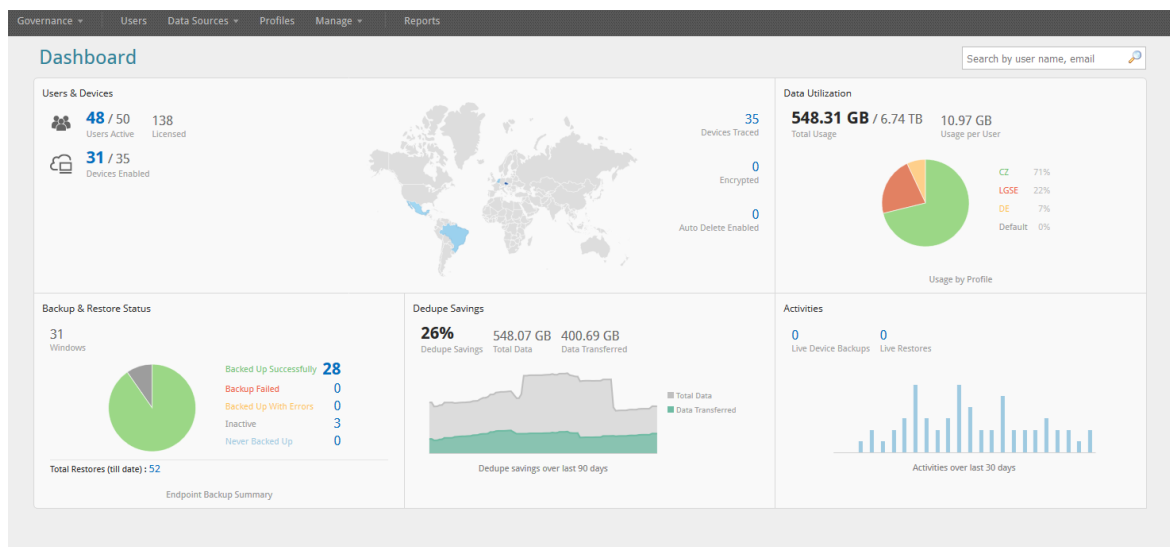 Governance Users Data Sources Profiles Manage Reports
Dashboard
Search by user name, email
Users & Devices
48 / 50 138
Users Active Licensed
31 / 35
Devices Enabled
35
Devices Traced
0
Encrypted
0
Auto Delete Enabled
Data Utilization
548.31 GB / 6.74 TB 10.97 GB
Total Usage Usage per User
CZ 71%
LGSE 22%
DE 7%
Default 0%
Usage by Profile
Backup & Restore Status
31
Windows
Backed Up Successfully 28
Backup Failed 0
Backed Up With Errors 0
Inactive 3
Never Backed Up 0
Total Restores (till date) : 52
Endpoint Backup Summary
Dedupe Savings
26% 548.07 GB 400.69 GB
Dedupe Savings Total Data Data Transferred
Total Data
Data Transferred
Dedupe savings over last 90 days
Activities
0 0
Live Device Backups Live Restores
Activities over last 30 days